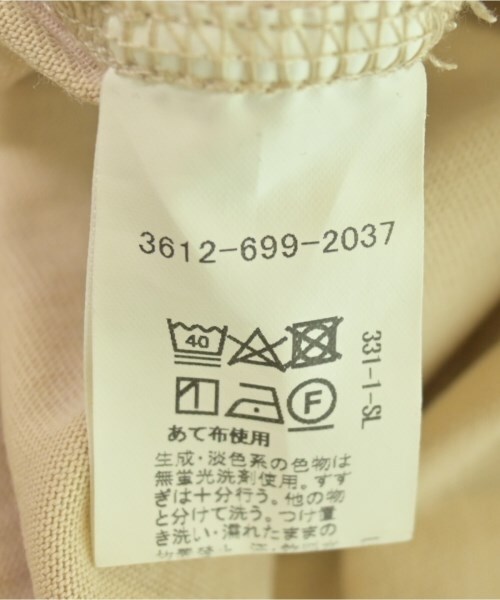 3612-699-2037
40
F
331-1-SL
あて布使用
生成・淡色系の色物は
無蛍光洗剤使用。すす
ぎは十分行う。他の物
と分けて洗う。つけ置
き洗い・濡れたままの